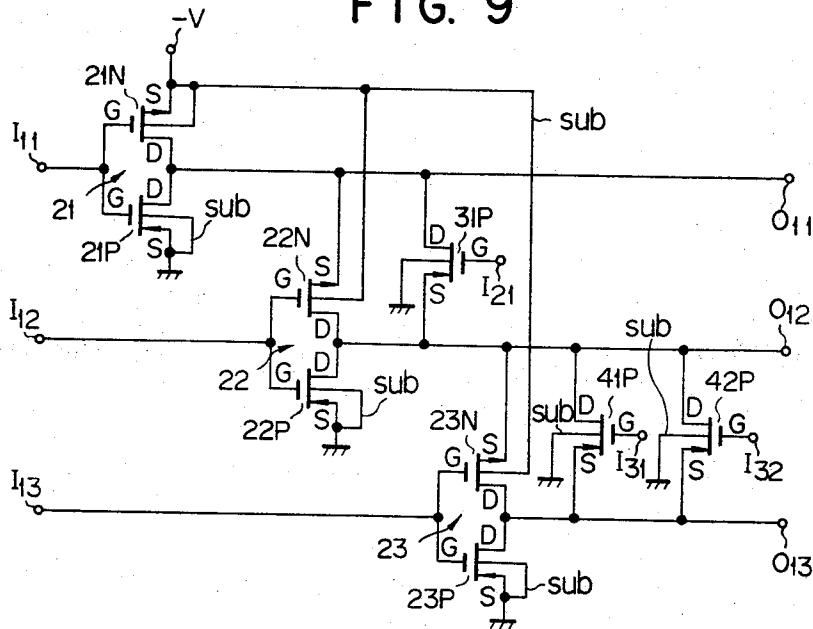 FIG. 9
-V
21N
S
G
sub
I11
D
O11
21
G
D
sub
21P
S
22N
S
D
31P
G
I21
G
S
I12
D
sub
O12
22
G
D
sub
41P
42P
22P
S
23N
S
D
sub
G
D
G
I31
I32
S
S
I13
G
D
23
G
D
O13
23P
S
sub